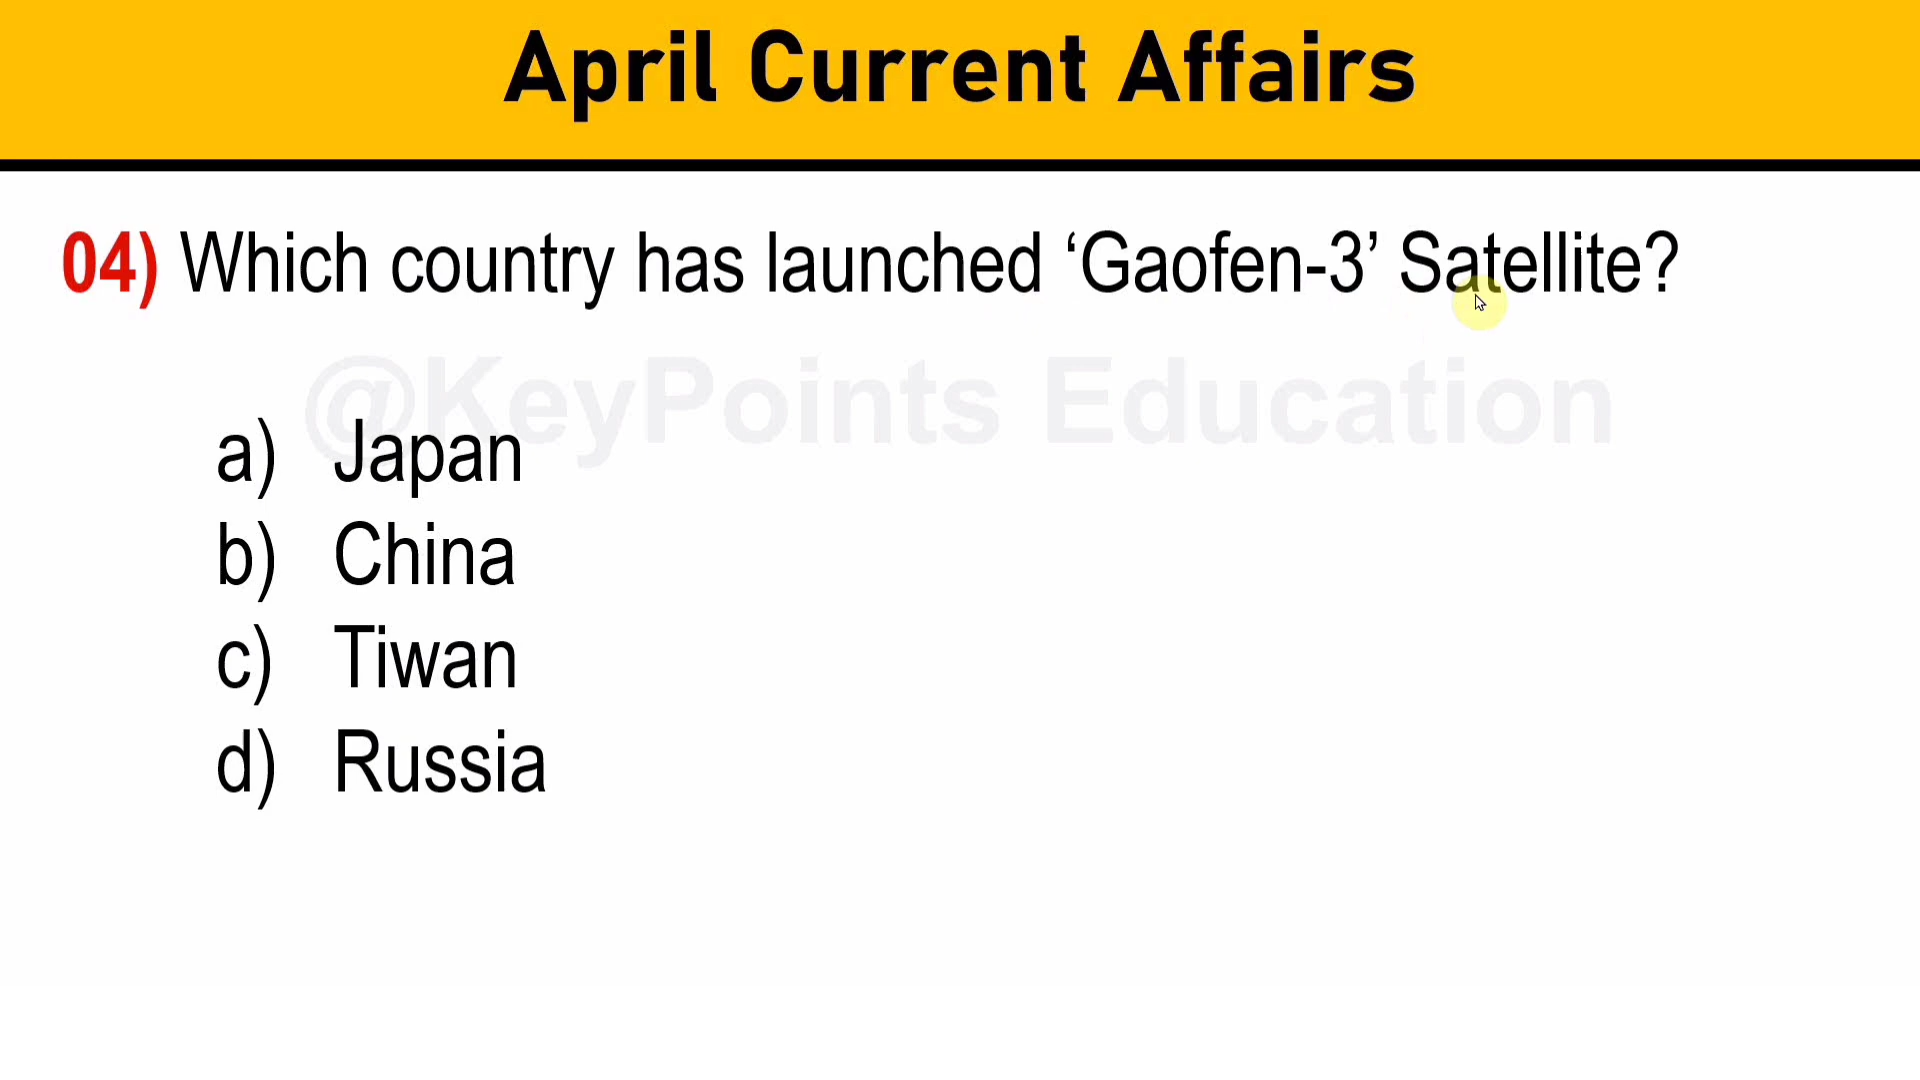 April Current Affairs
04) Which country has launched ‘Gaofen-3’ Satellite?
@KeyPoints Education
a) Japan
b) China
c) Tiwan
d) Russia